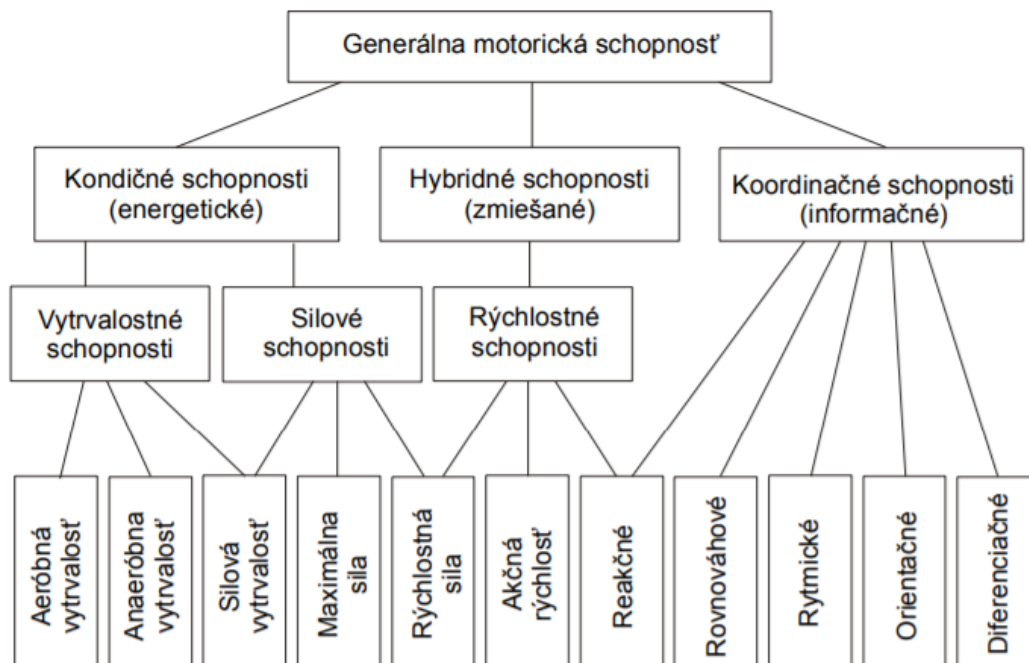 Generálna motorická schopnosť
Kondičné schopnosti
(energetické)
Hybridné schopnosti
(zmiešané)
Koordinačné schopnosti
(informačné)
Vytrvalostné
schopnosti
Silové
schopnosti
Rýchlostné
schopnosti
Aeróbná
vytrvalosť
Anaeróbna
vytrvalosť
Silová
vytrvalosť
Maximálna
sila
Rýchlostná
sila
Akčná
rýchlosť
Reakčné
Rovnováhové
Rytmické
Orientačné
Diferenciačné